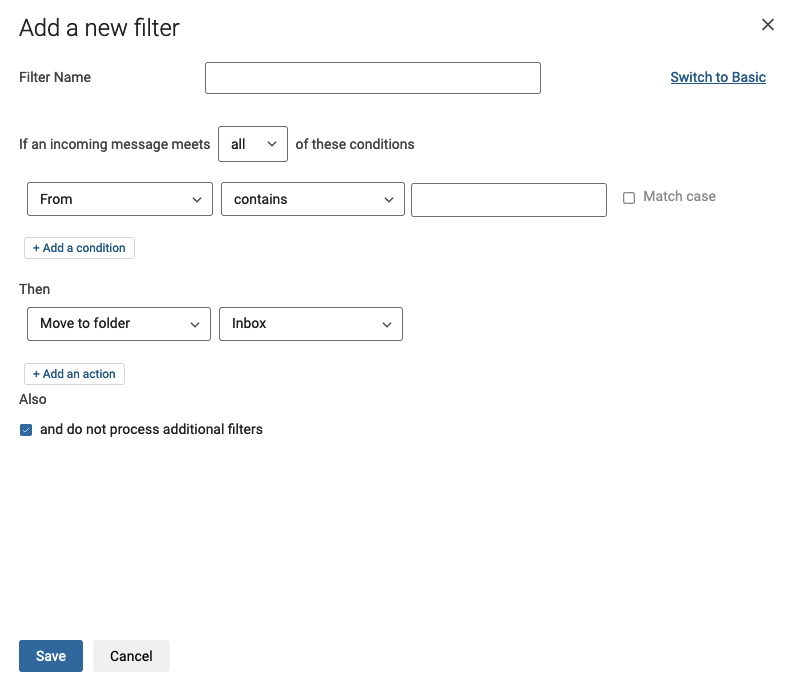 Add a new filter
Filter Name
Switch to Basic
If an incoming message meets all of these conditions
From contains Match case
+ Add a condition
Then
Move to folder Inbox
+ Add an action
Also
and do not process additional filters
Save Cancel